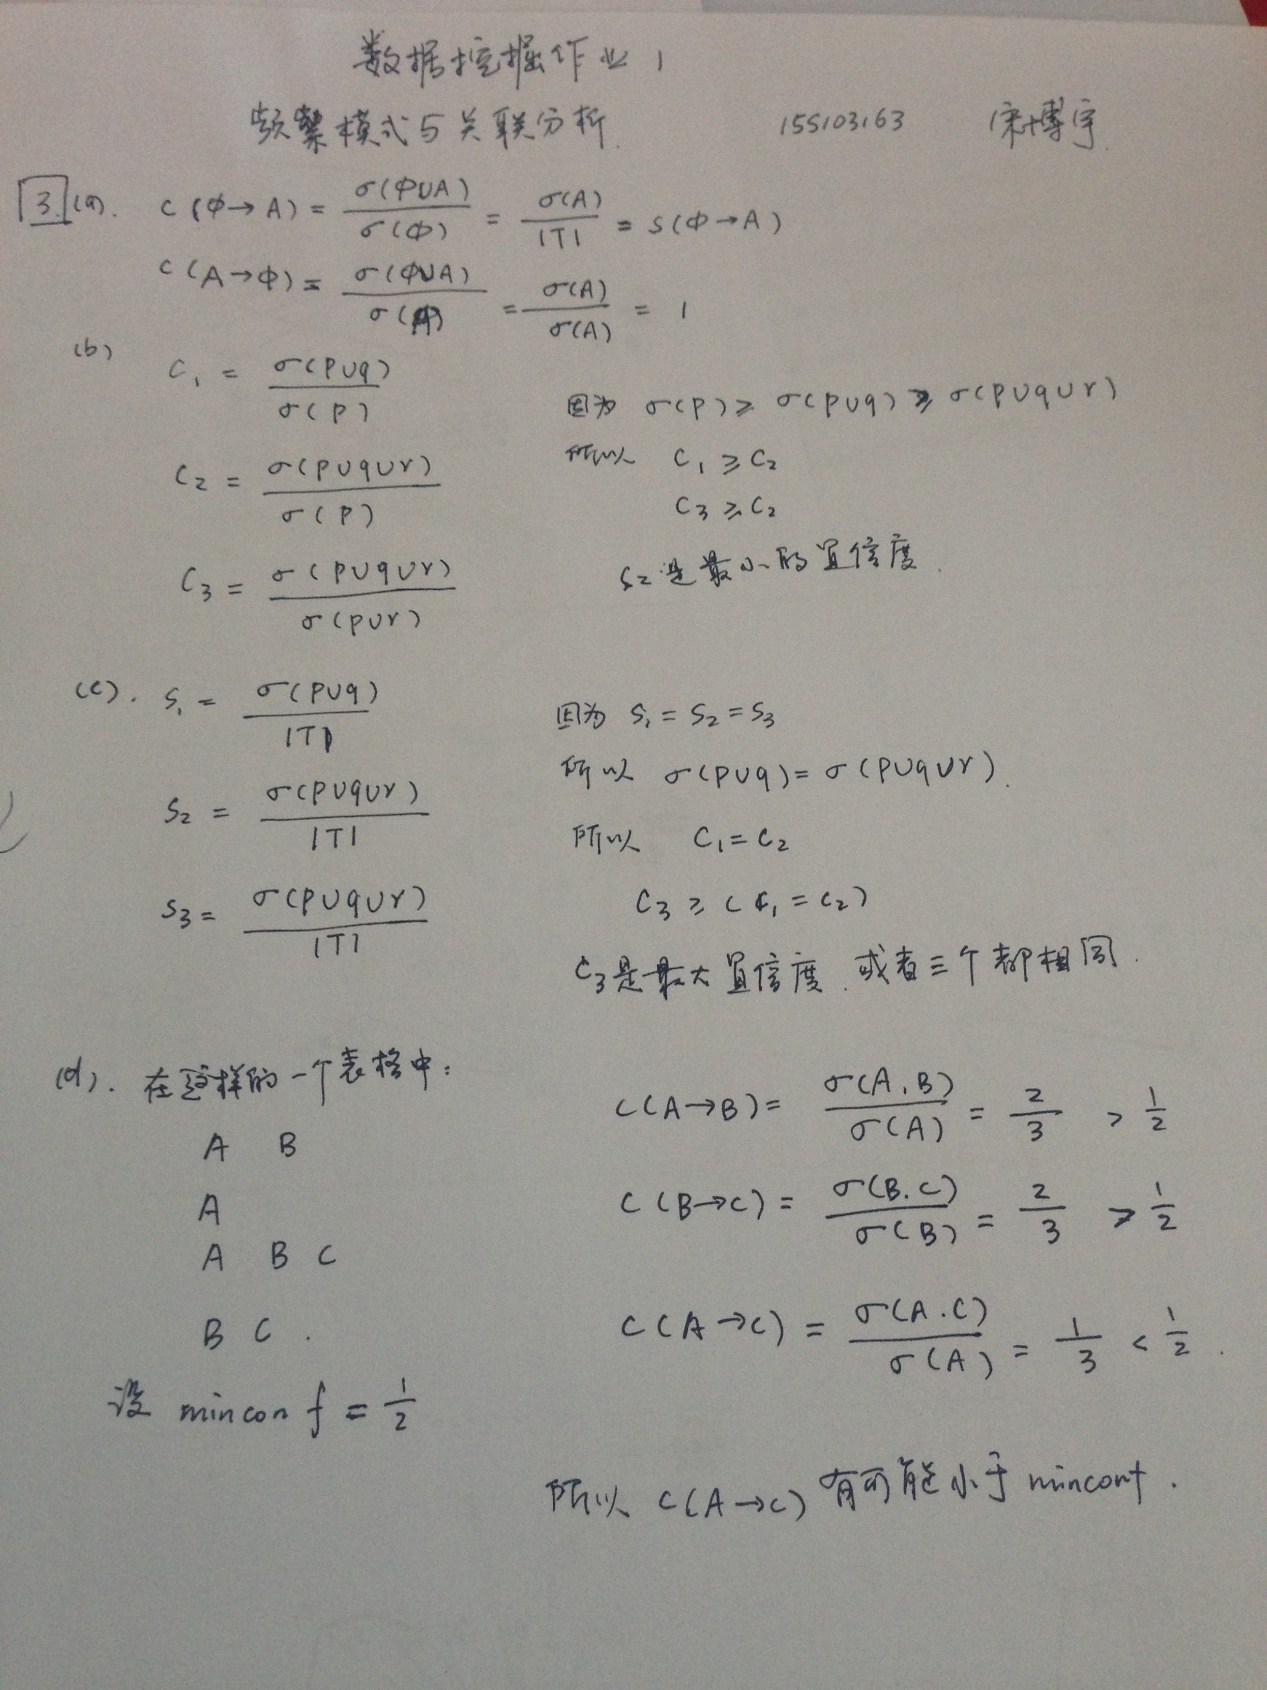 数据挖掘作业1
频繁模式与关联分析 155103163 宋博宇
3.(a). c(φ→A) = σ(φ∪A)/σ(φ) = σ(A)/|T| = s(φ→A)
c(A→φ) = σ(φ∪A)/σ(A) = σ(A)/σ(A) = 1
(b) c₁ = σ(p∪q)/σ(p)
因为 σ(p) ≥ σ(p∪q) ≥ σ(p∪q∪r)
c₂ = σ(p∪q∪r)/σ(p)
所以 c₁ ≥ c₂
c₃ ≥ c₂
c₃ = σ(p∪q∪r)/σ(p∪r)
c₂是最小的置信度.
(c). s₁ = σ(p∪q)/|T|
因为 s₁ = s₂ = s₃
所以 σ(p∪q) = σ(p∪q∪r).
s₂ = σ(p∪q∪r)/|T|
所以 c₁ = c₂
s₃ = σ(p∪q∪r)/|T|
c₃ ≥ (c₁ = c₂)
c₃是最大置信度.或者三个都相同.
(d). 在这样的一个表格中:
A B
A
A B C
B C .
设 minconf = 1/2
c(A→B) = σ(A.B)/σ(A) = 2/3 > 1/2
c(B→C) = σ(B.C)/σ(B) = 2/3 > 1/2
c(A→C) = σ(A.C)/σ(A) = 1/3 < 1/2 .
所以 c(A→C) 有可能小于 minconf .